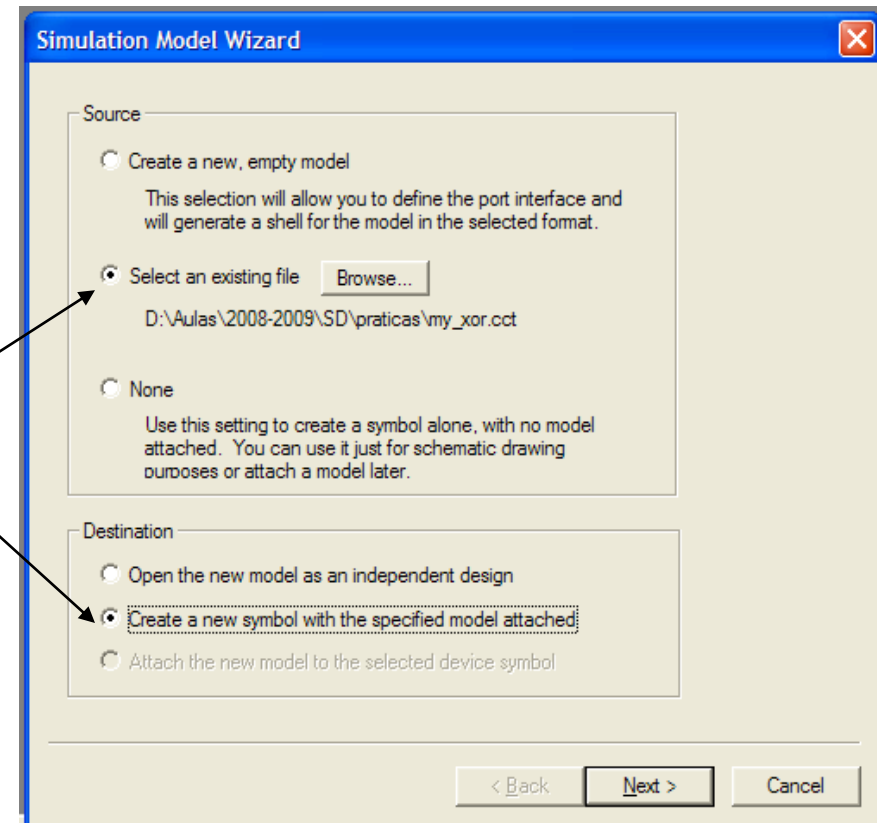 Simulation Model Wizard
Source
Create a new, empty model
This selection will allow you to define the port interface and
will generate a shell for the model in the selected format.
Select an existing file Browse...
D:\Aulas\2008-2009\SD\praticas\my_xor.cct
None
Use this setting to create a symbol alone, with no model
attached. You can use it just for schematic drawing
purposes or attach a model later.
Destination
Open the new model as an independent design
Create a new symbol with the specified model attached
Attach the new model to the selected device symbol
< Back Next > Cancel